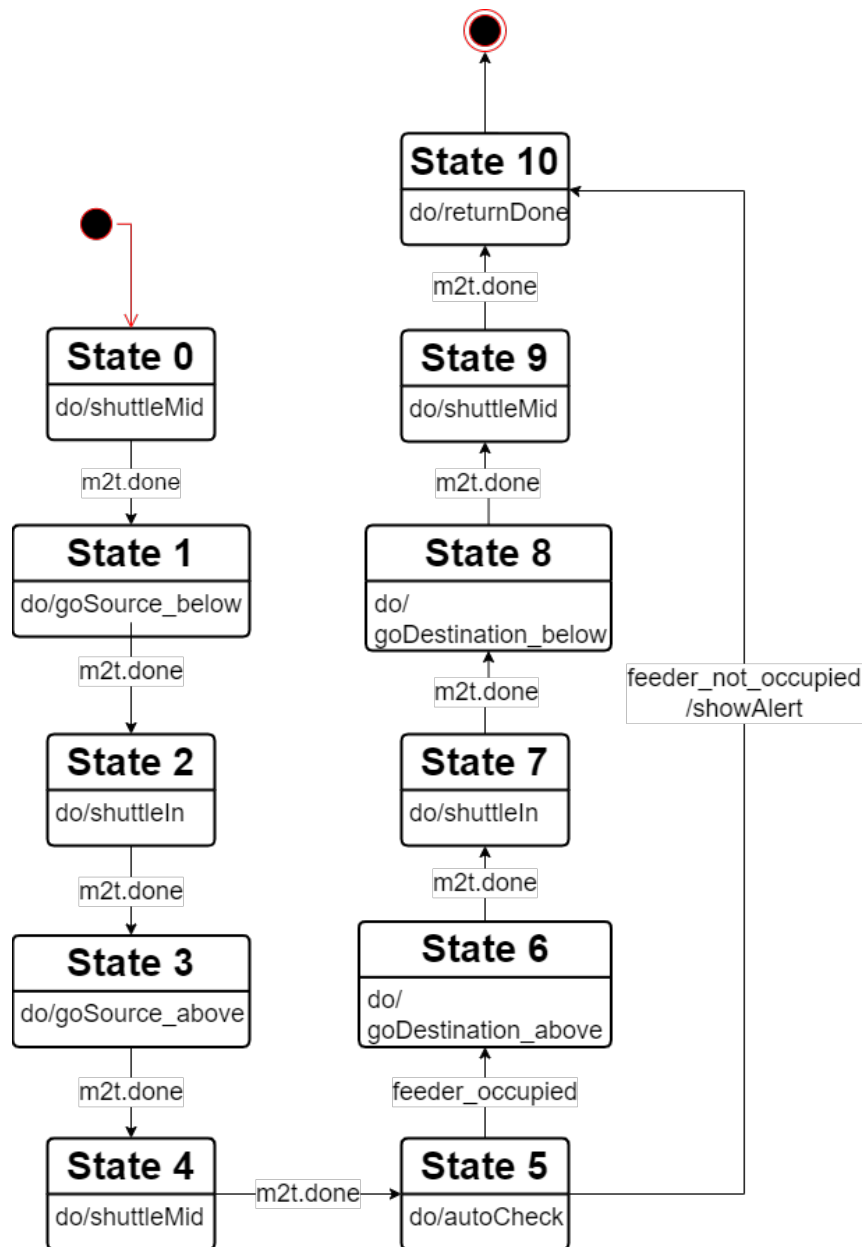 State 0
do/shuttleMid
m2t.done
State 1
do/goSource_below
m2t.done
State 2
do/shuttleIn
m2t.done
State 3
do/goSource_above
m2t.done
State 4
do/shuttleMid
m2t.done
State 5
do/autoCheck
feeder_occupied
State 6
do/
goDestination_above
m2t.done
State 7
do/shuttleIn
m2t.done
State 8
do/
goDestination_below
m2t.done
State 9
do/shuttleMid
m2t.done
State 10
do/returnDone
feeder_not_occupied
/showAlert